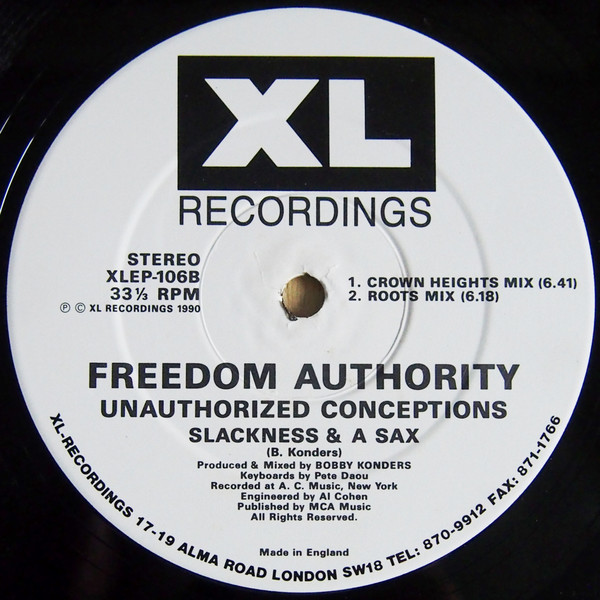 XL
RECORDINGS
STEREO
XLEP-106B
33 ⅓ RPM
℗ © XL RECORDINGS 1990
1. CROWN HEIGHTS MIX (6.41)
2. ROOTS MIX (6.18)
FREEDOM AUTHORITY
UNAUTHORIZED CONCEPTIONS
SLACKNESS & A SAX
(B. Konders)
Produced & Mixed by BOBBY KONDERS
Keyboards by Pete Daou
Recorded at A. C. Music, New York
Engineered by Al Cohen
Published by MCA Music
All Rights Reserved.
Made in England
XL-RECORDINGS 17-19 ALMA ROAD LONDON SW18 TEL: 870-9912 FAX: 871-1766